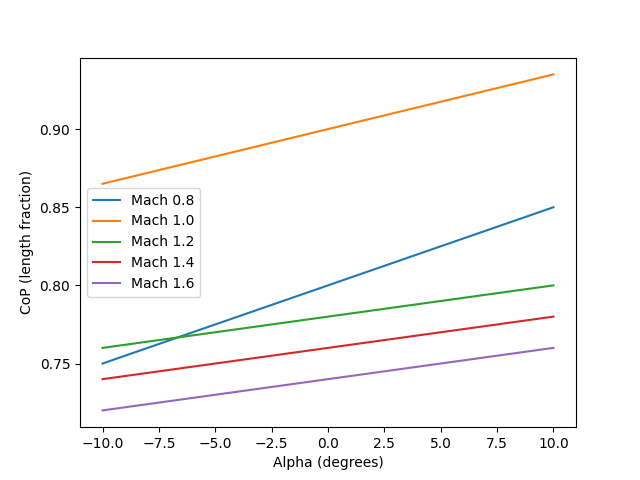 CoP (length fraction)
0.90
0.85
0.80
0.75
Mach 0.8
Mach 1.0
Mach 1.2
Mach 1.4
Mach 1.6
−10.0 −7.5 −5.0 −2.5 0.0 2.5 5.0 7.5 10.0
Alpha (degrees)